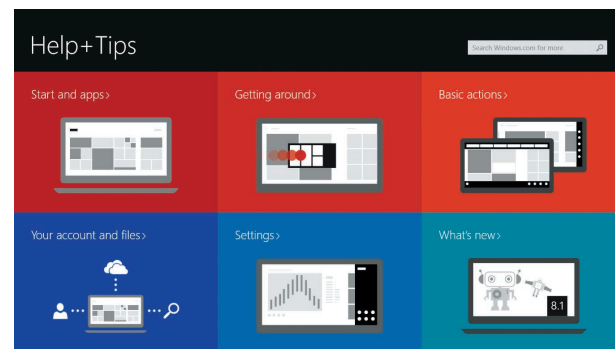 Help+Tips
Search Windows.com for more
Start and apps>
Getting around>
Basic actions>
Your account and files>
Settings>
What's new>
8.1